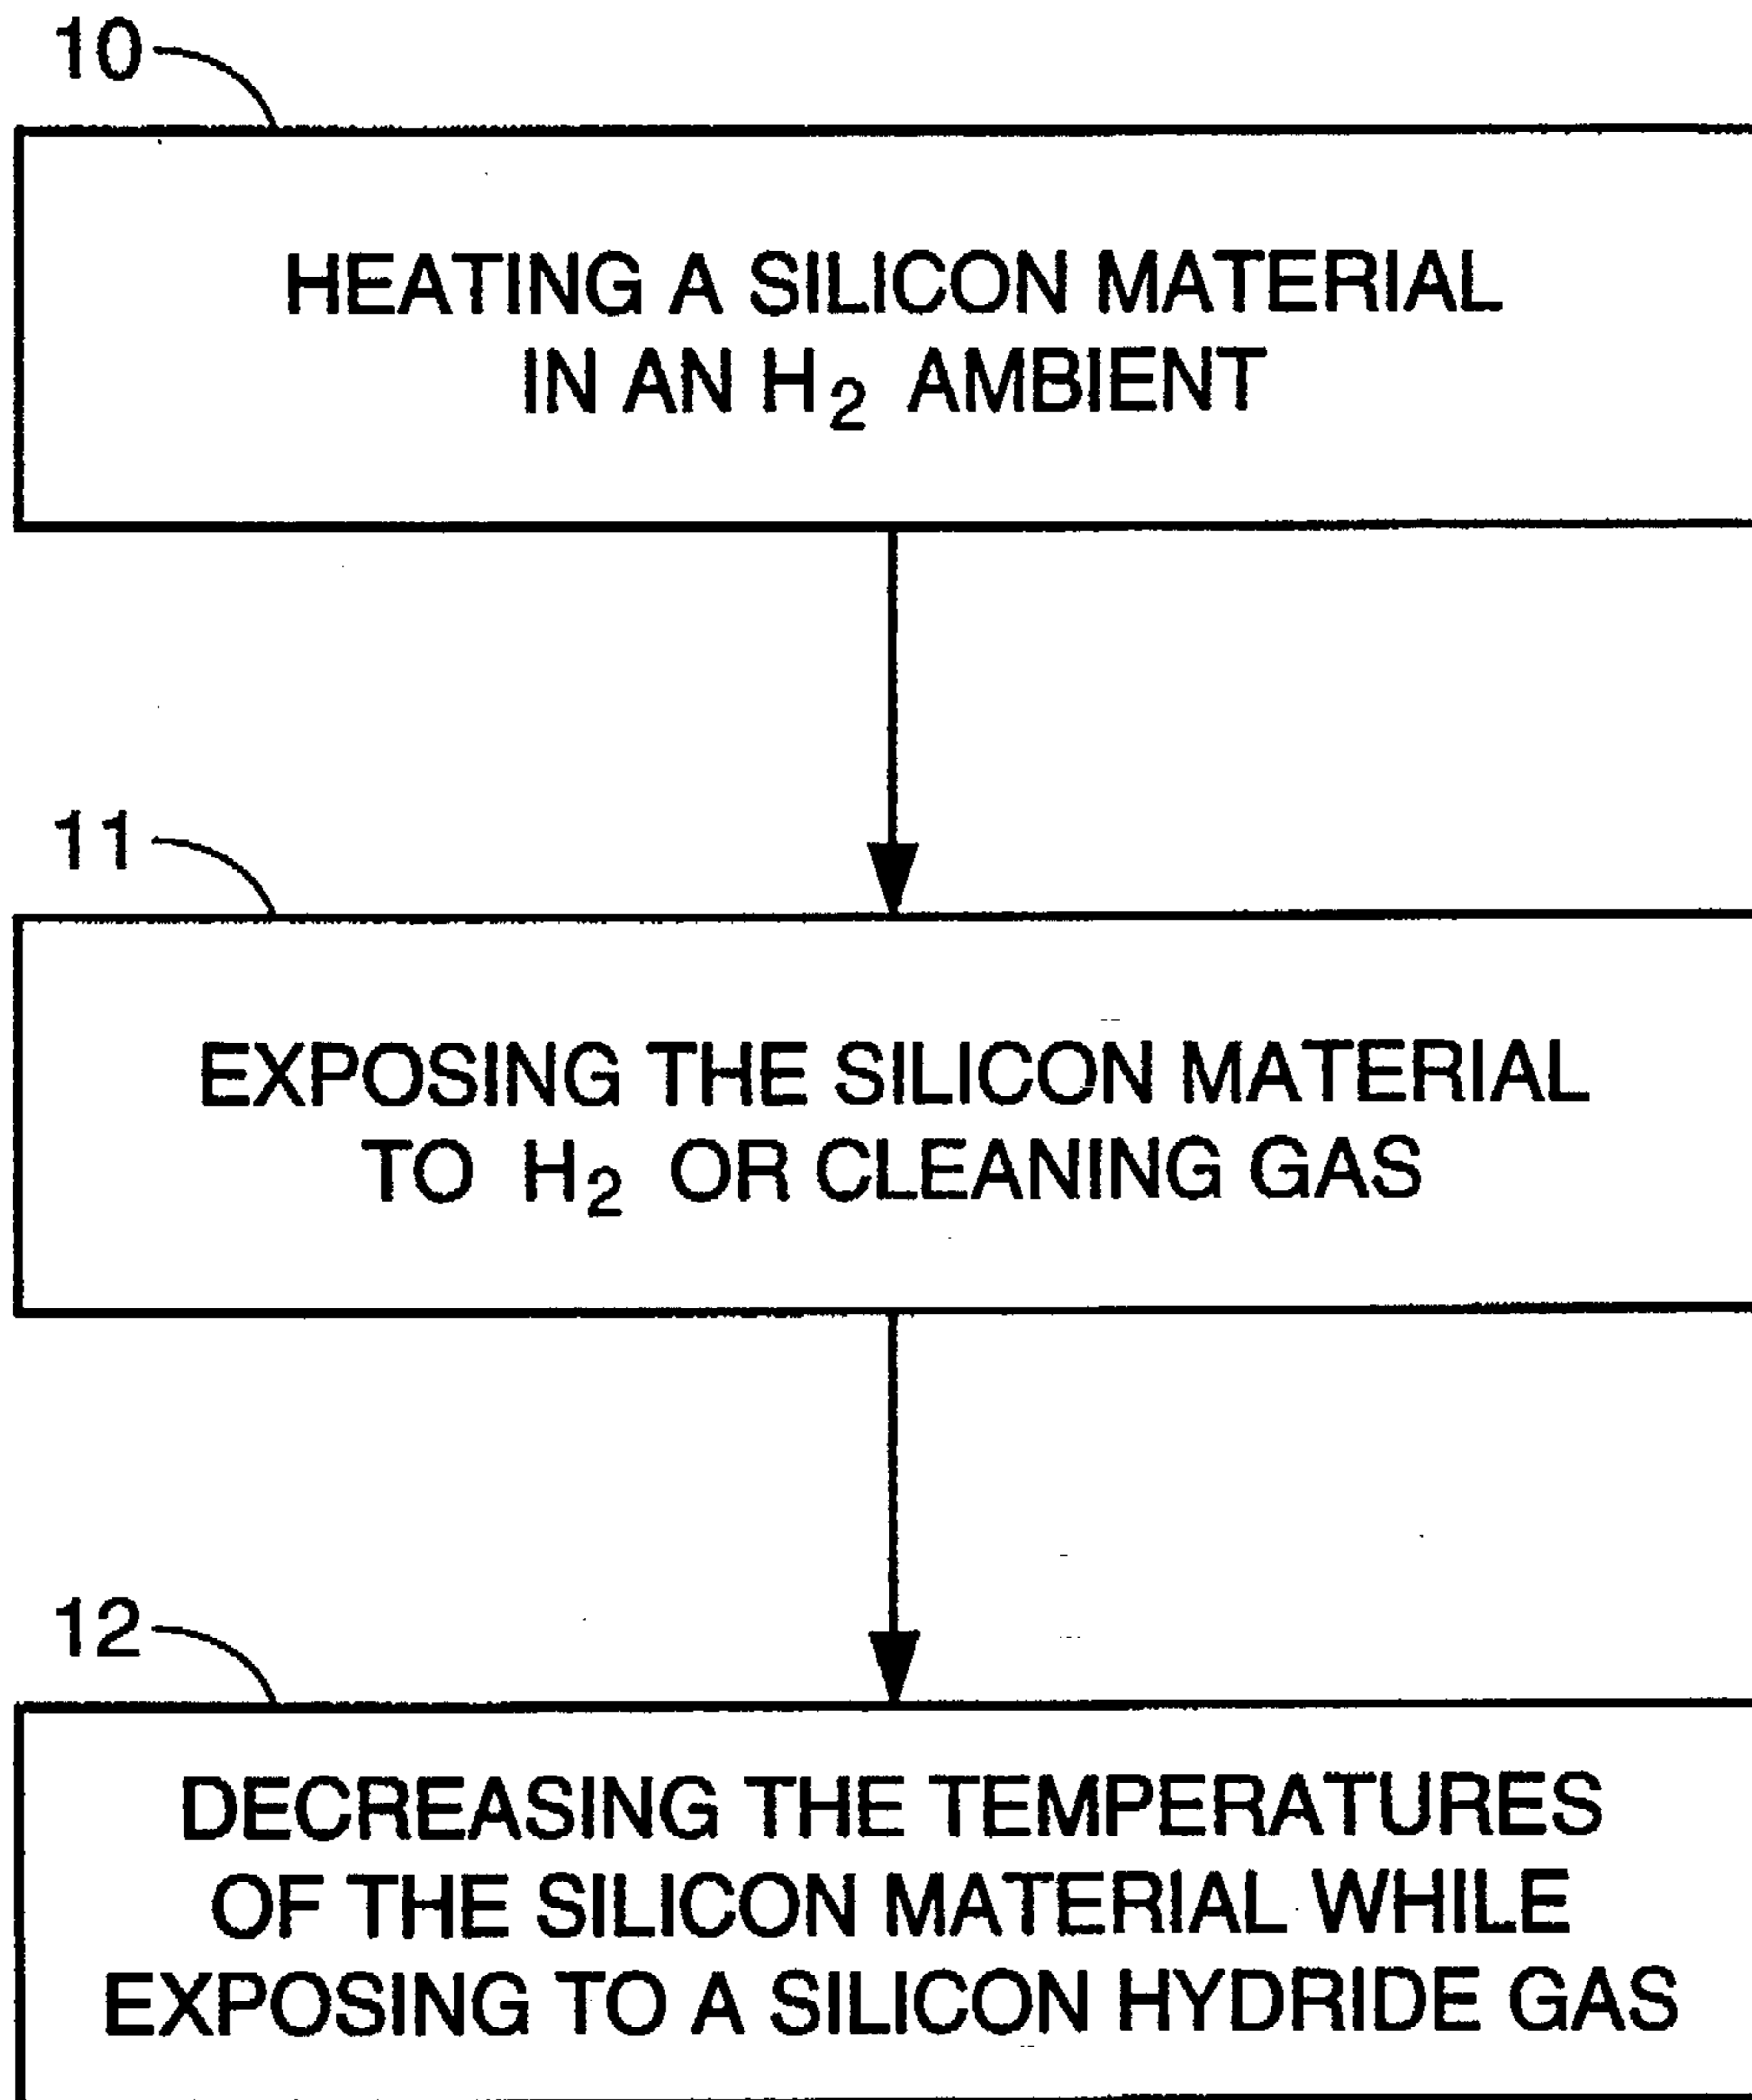 10
HEATING A SILICON MATERIAL
IN AN H₂ AMBIENT
11
EXPOSING THE SILICON MATERIAL
TO H₂ OR CLEANING GAS
12
DECREASING THE TEMPERATURES
OF THE SILICON MATERIAL WHILE
EXPOSING TO A SILICON HYDRIDE GAS